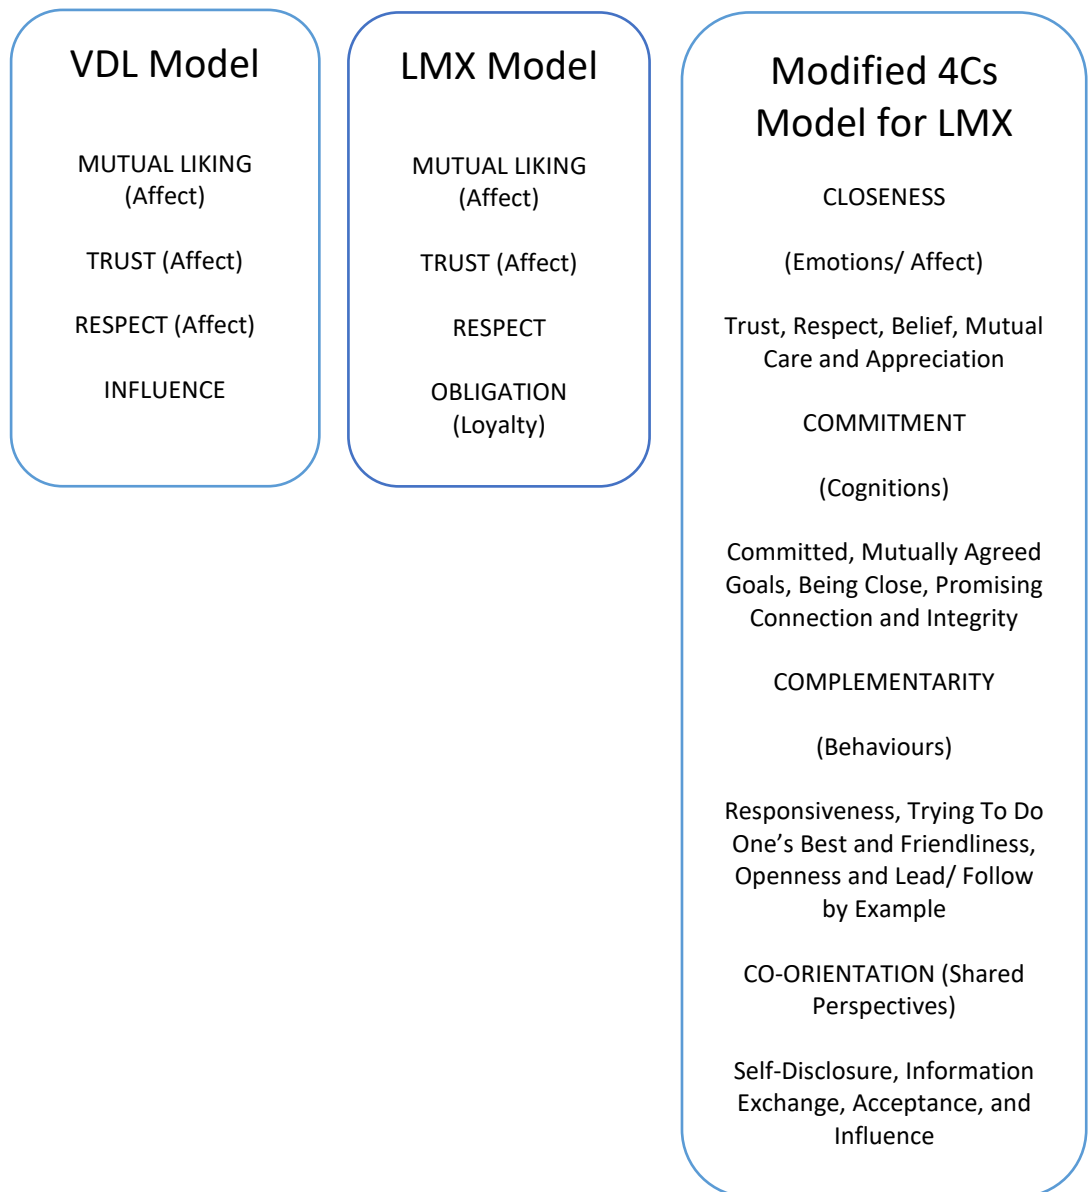 VDL Model
MUTUAL LIKING
(Affect)
TRUST (Affect)
RESPECT (Affect)
INFLUENCE
LMX Model
MUTUAL LIKING
(Affect)
TRUST (Affect)
RESPECT
OBLIGATION
(Loyalty)
Modified 4Cs
Model for LMX
CLOSENESS
(Emotions/ Affect)
Trust, Respect, Belief, Mutual
Care and Appreciation
COMMITMENT
(Cognitions)
Committed, Mutually Agreed
Goals, Being Close, Promising
Connection and Integrity
COMPLEMENTARITY
(Behaviours)
Responsiveness, Trying To Do
One’s Best and Friendliness,
Openness and Lead/ Follow
by Example
CO-ORIENTATION (Shared
Perspectives)
Self-Disclosure, Information
Exchange, Acceptance, and
Influence